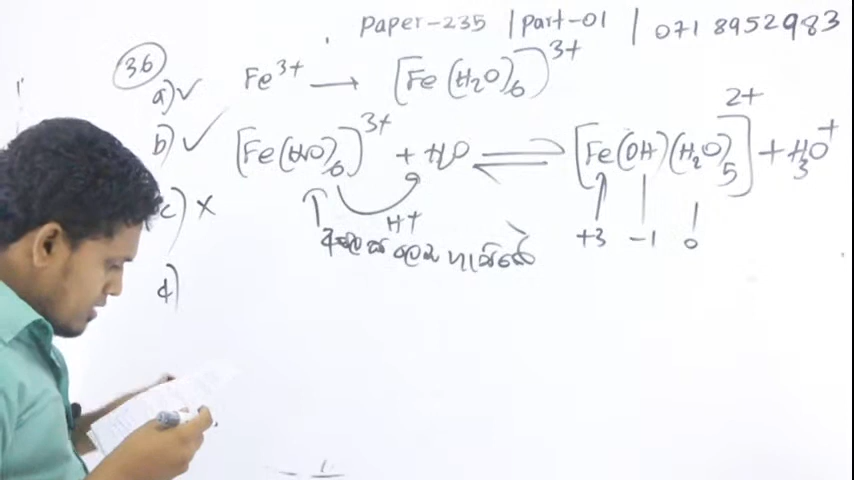 Paper-235 | Part-01 | 071 8952983
36
a) ✓ Fe³⁺ → [Fe(H₂O)₆]³⁺
b) ✓ [Fe(H₂O)₆]³⁺ + H₂O ⇌ [Fe(OH)(H₂O)₅]²⁺ + H₃O⁺
c) × H⁺
+3 -1 0
d)